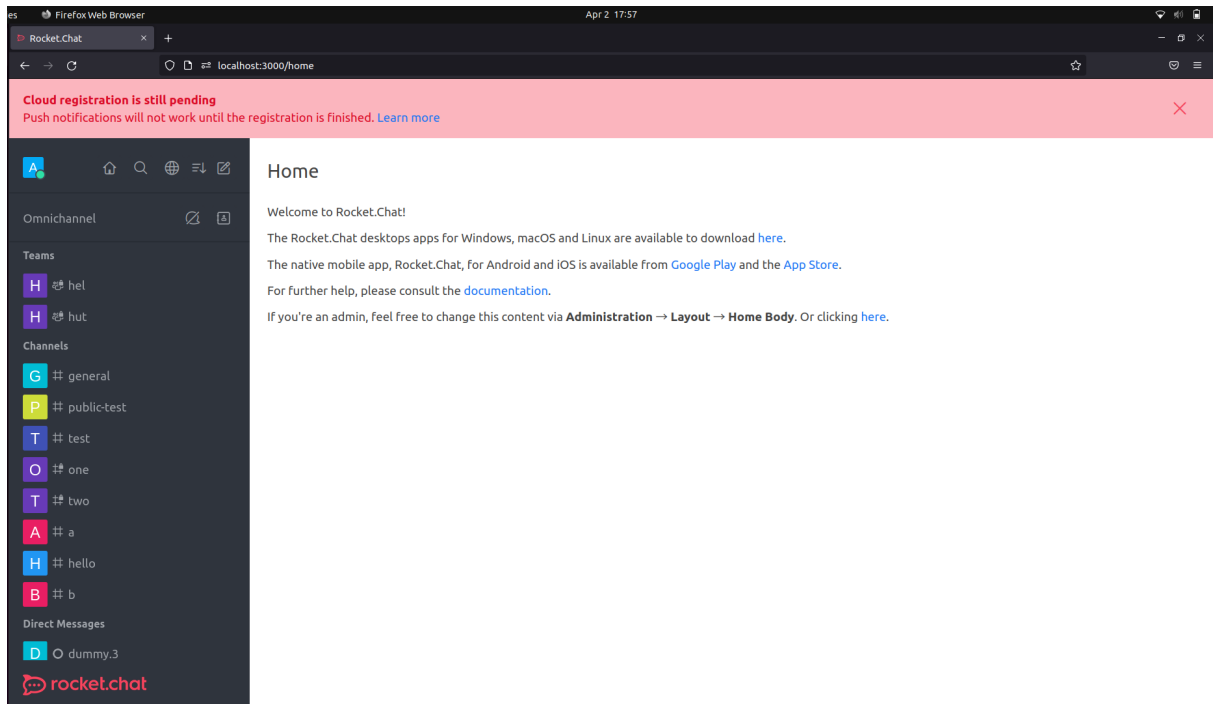 es Firefox Web Browser Apr 2 17:57
Rocket.Chat
localhost:3000/home
Cloud registration is still pending
Push notifications will not work until the registration is finished. Learn more
A
Home
Welcome to Rocket.Chat!
Omnichannel
The Rocket.Chat desktops apps for Windows, macOS and Linux are available to download here.
The native mobile app, Rocket.Chat, for Android and iOS is available from Google Play and the App Store.
For further help, please consult the documentation.
If you're an admin, feel free to change this content via Administration → Layout → Home Body. Or clicking here.
Teams
H hel
H hut
Channels
G # general
P # public-test
T # test
O # one
T # two
A # a
H # hello
B # b
Direct Messages
D dummy.3
rocket.chat